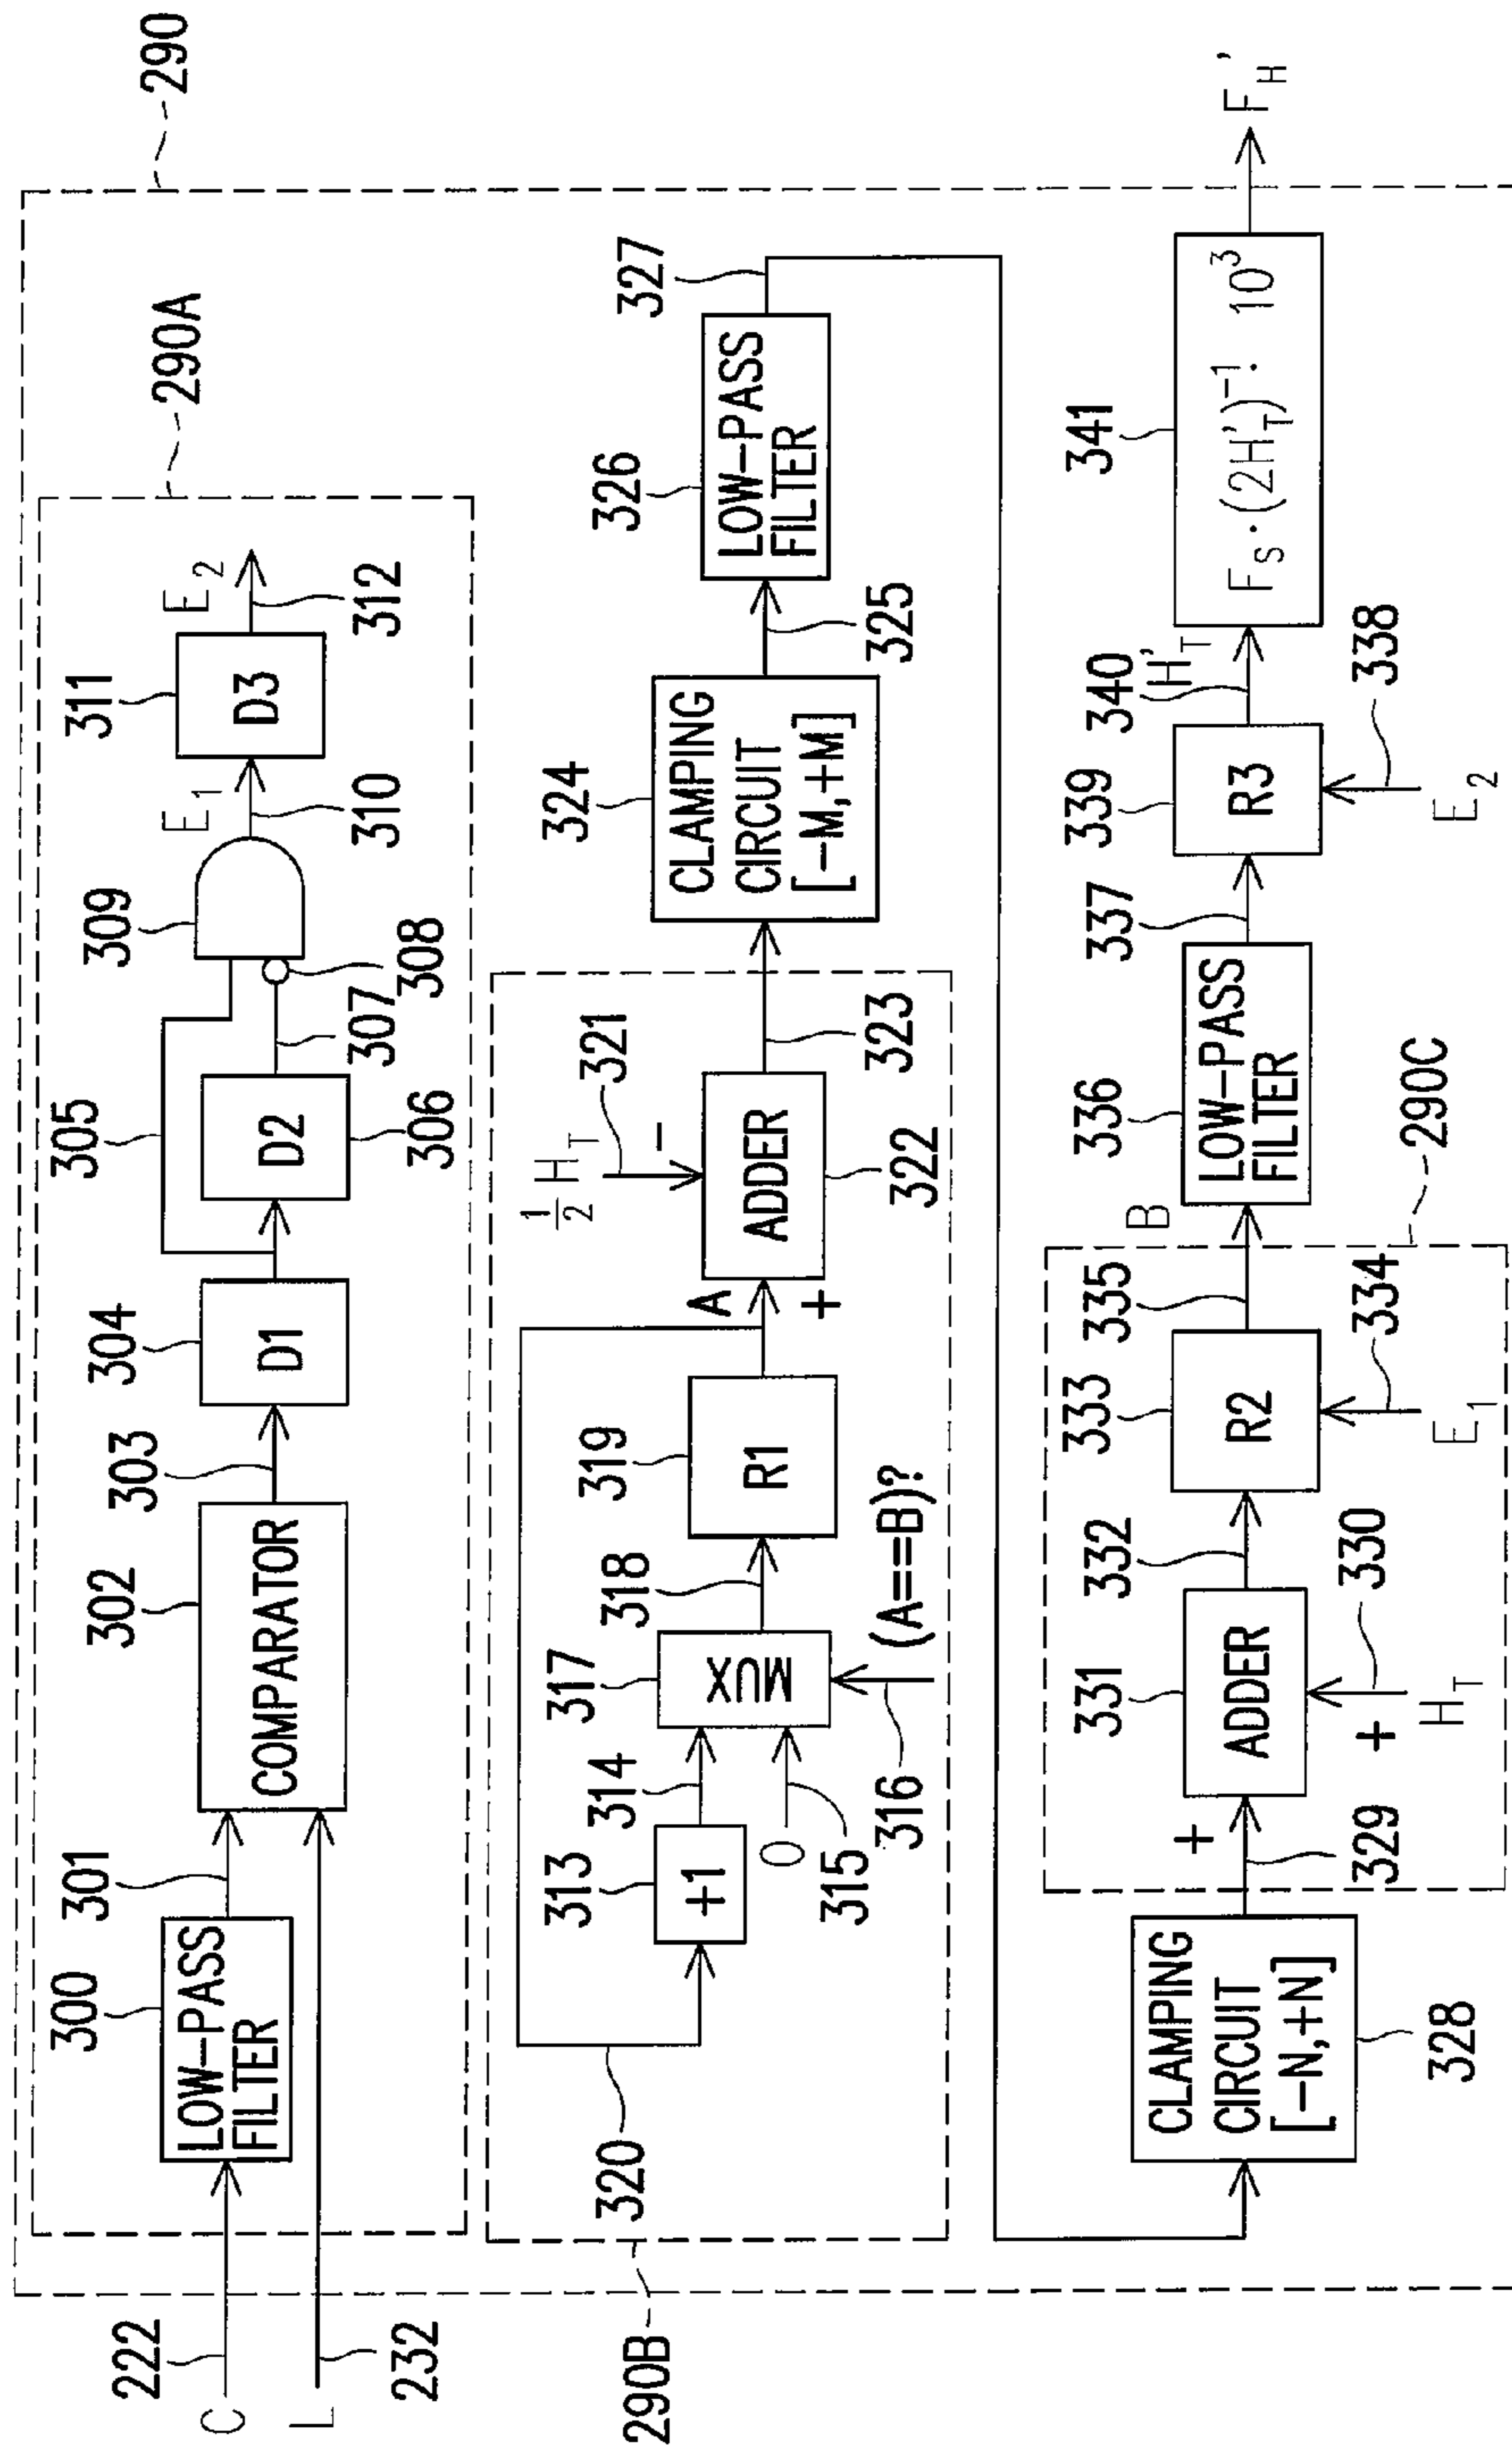 290
290A
C
222
L
232
300
LOW-PASS
FILTER
301
302
COMPARATOR
303
304
D1
305
D2
306
307
308
309
E1
310
311
D3
E2
312
290B
320
313
+1
314
0
315
316
(A==B)?
317
MUX
318
319
R1
A
+
1/2 HT
321
−
ADDER
322
323
324
CLAMPING
CIRCUIT
[−M,+M]
325
326
LOW-PASS
FILTER
327
CLAMPING
CIRCUIT
[−N,+N]
328
+
329
331
ADDER
+
330
HT
332
333
R2
334
E1
335
B
290C
336
LOW-PASS
FILTER
337
339
R3
338
E2
340
H'T
341
FS·(2H'T)⁻¹· 10³
FH'